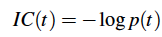 IC(t) = − log p(t)